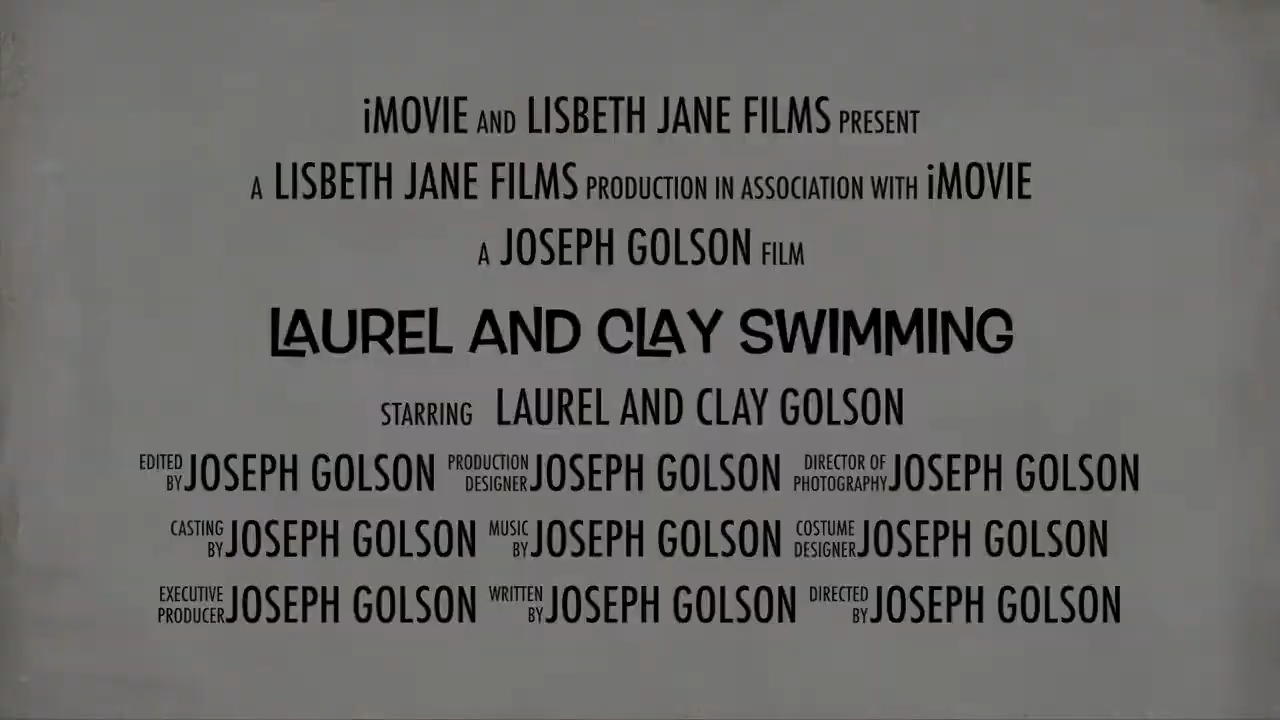 iMOVIE AND LISBETH JANE FILMS PRESENT
A LISBETH JANE FILMS PRODUCTION IN ASSOCIATION WITH iMOVIE
A JOSEPH GOLSON FILM
LAUREL AND CLAY SWIMMING
STARRING LAUREL AND CLAY GOLSON
EDITED BY JOSEPH GOLSON PRODUCTION DESIGNER JOSEPH GOLSON DIRECTOR OF PHOTOGRAPHY JOSEPH GOLSON
CASTING BY JOSEPH GOLSON MUSIC BY JOSEPH GOLSON COSTUME DESIGNER JOSEPH GOLSON
EXECUTIVE PRODUCER JOSEPH GOLSON WRITTEN BY JOSEPH GOLSON DIRECTED BY JOSEPH GOLSON